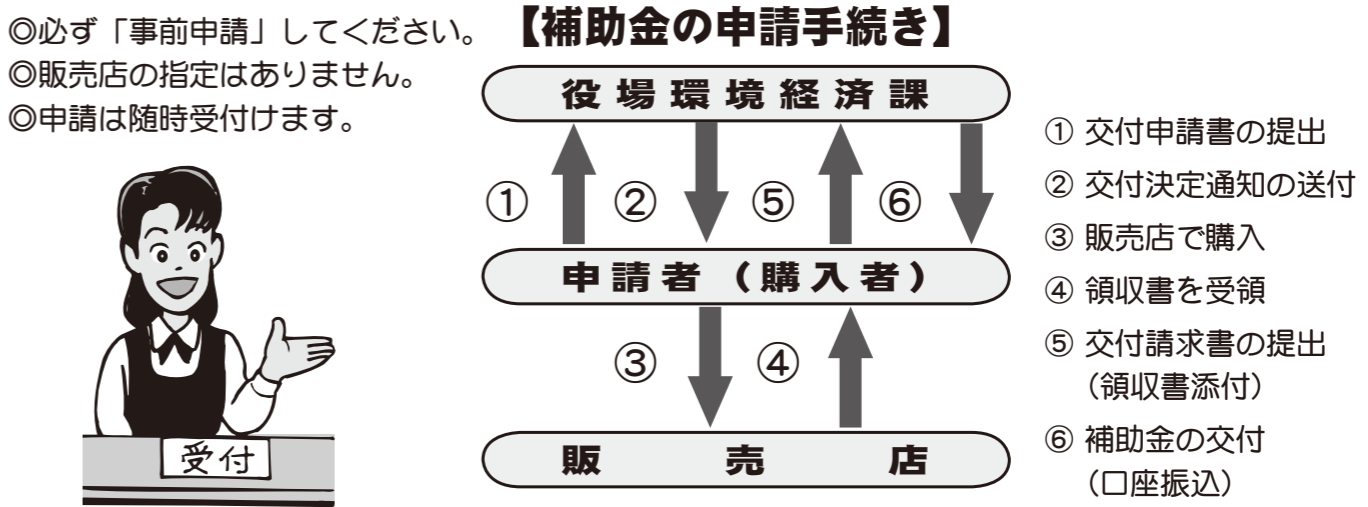 ◎必ず「事前申請」してください。
◎販売店の指定はありません。
◎申請は随時受付けます。
受付
【補助金の申請手続き】
役場環境経済課
① ② ⑤ ⑥
申請者（購入者）
③ ④
販売店
① 交付申請書の提出
② 交付決定通知の送付
③ 販売店で購入
④ 領収書を受領
⑤ 交付請求書の提出
（領収書添付）
⑥ 補助金の交付
（口座振込）